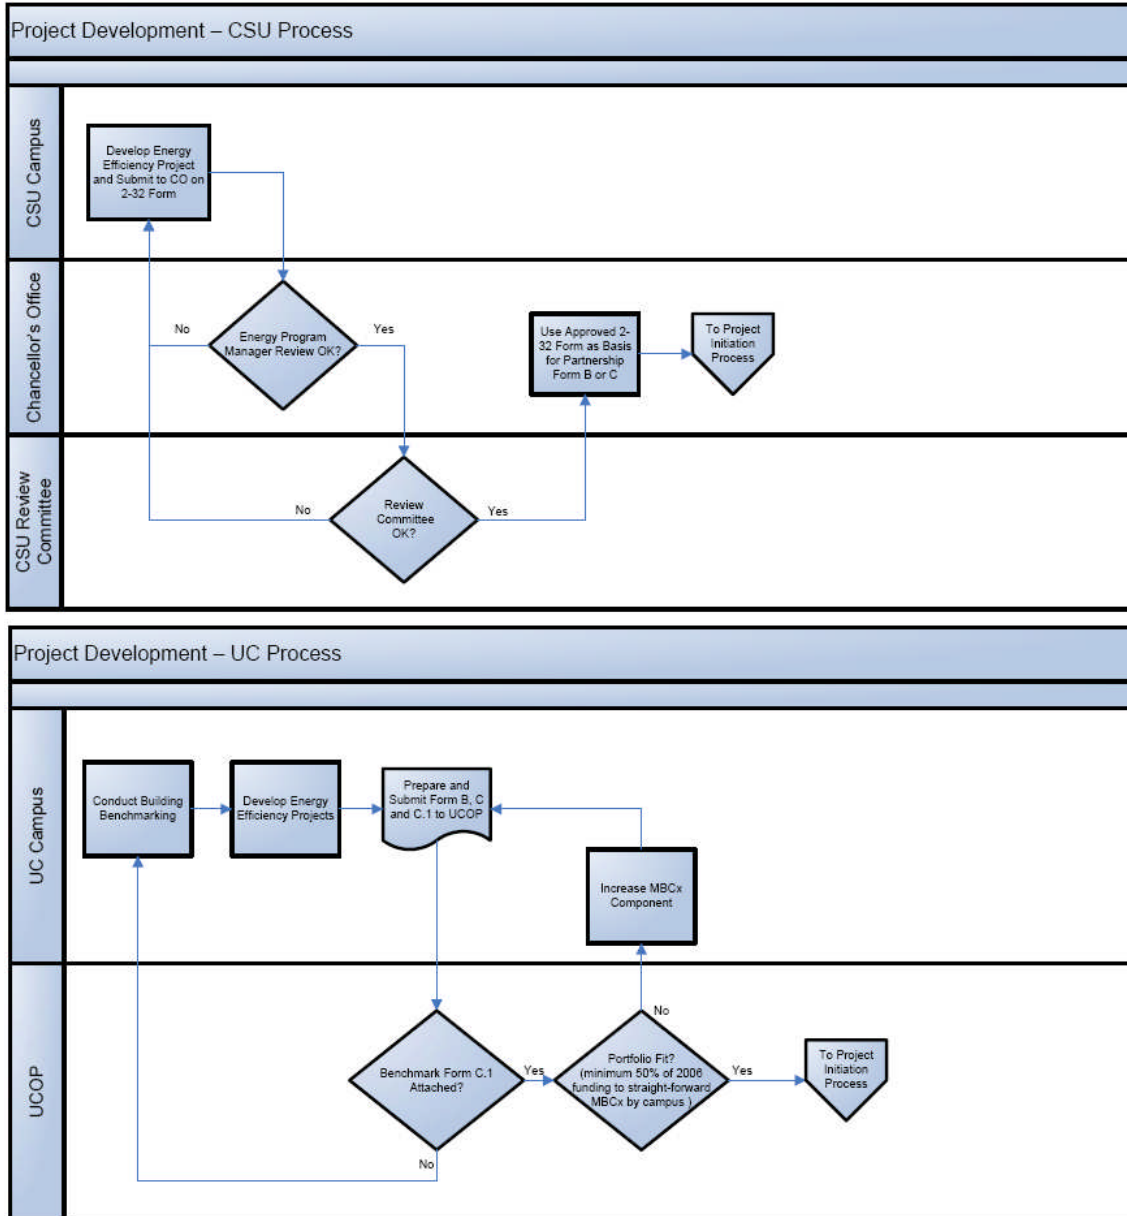 Project Development – CSU Process
CSU Campus
Develop Energy
Efficiency Project
and Submit to CO on
2-32 Form
Chancellor's Office
No
Energy Program
Manager Review OK?
Yes
Use Approved 2-
32 Form as Basis
for Partnership
Form B or C
To Project
Initiation
Process
CSU Review
Committee
No
Review
Committee
OK?
Yes
Project Development – UC Process
UC Campus
Conduct Building
Benchmarking
Develop Energy
Efficiency Projects
Prepare and
Submit Form B, C
and C.1 to UCOP
Increase MBCx
Component
UCOP
Benchmark Form C.1
Attached?
Yes
No
No
Portfolio Fit?
(minimum 50% of 2006
funding to straight-forward
MBCx by campus )
Yes
To Project
Initiation
Process